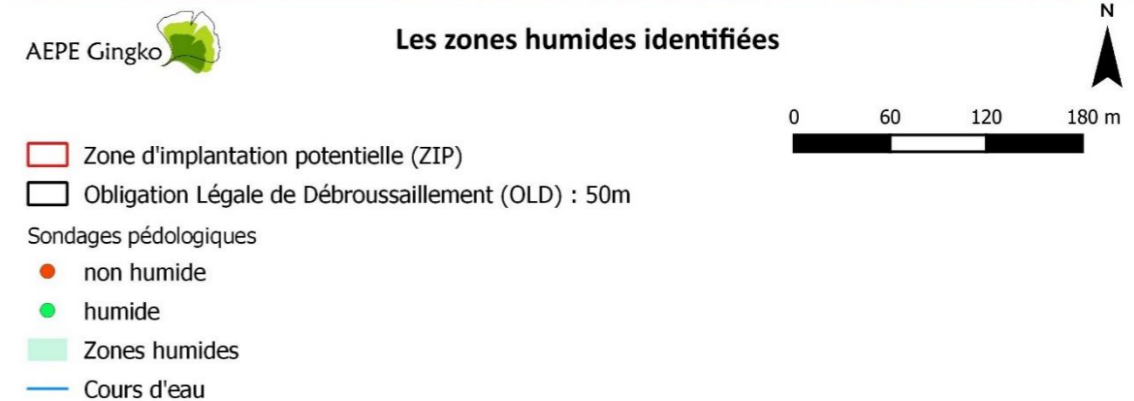 AEPE Gingko
Les zones humides identifiées
N
0 60 120 180 m
Zone d'implantation potentielle (ZIP)
Obligation Légale de Débroussaillement (OLD) : 50m
Sondages pédologiques
non humide
humide
Zones humides
Cours d'eau